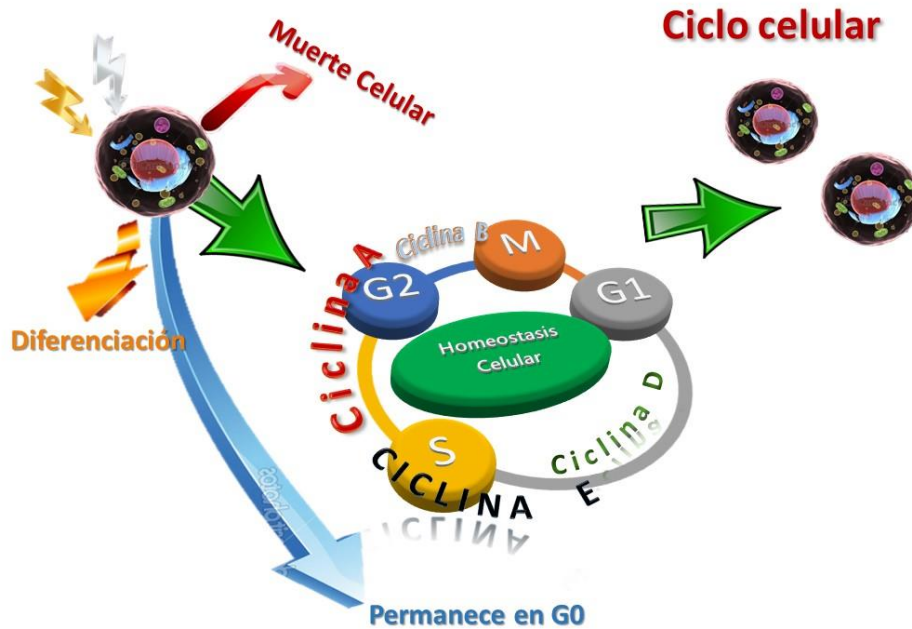 Ciclo celular
Muerte Celular
Ciclina B
M
Ciclina A
G2
G1
Homeostasis
Celular
Diferenciación
Ciclina D
S
CICLINA E
Permanece en G0